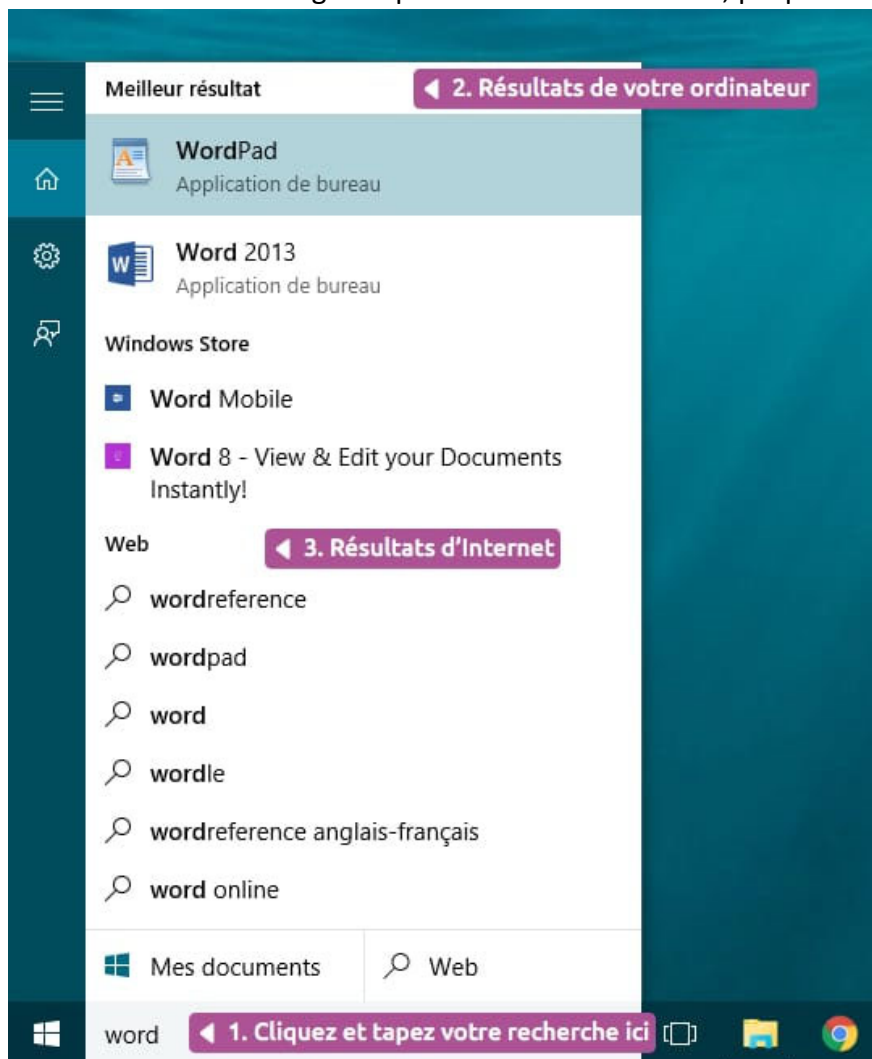 Meilleur résultat
◀ 2. Résultats de votre ordinateur
WordPad
Application de bureau
Word 2013
Application de bureau
Windows Store
Word Mobile
Word 8 - View & Edit your Documents
Instantly!
Web
◀ 3. Résultats d'Internet
wordreference
wordpad
word
wordle
wordreference anglais-français
word online
Mes documents
Web
word
◀ 1. Cliquez et tapez votre recherche ici